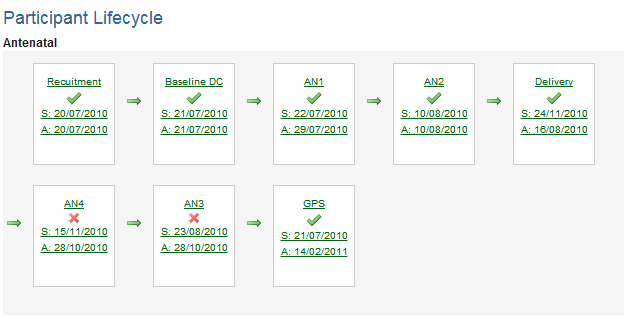 Participant Lifecycle
Antenatal
Recuitment
S: 20/07/2010
A: 20/07/2010
Baseline DC
S: 21/07/2010
A: 21/07/2010
AN1
S: 22/07/2010
A: 29/07/2010
AN2
S: 10/08/2010
A: 10/08/2010
Delivery
S: 24/11/2010
A: 16/08/2010
AN4
S: 15/11/2010
A: 28/10/2010
AN3
S: 23/08/2010
A: 28/10/2010
GPS
S: 21/07/2010
A: 14/02/2011